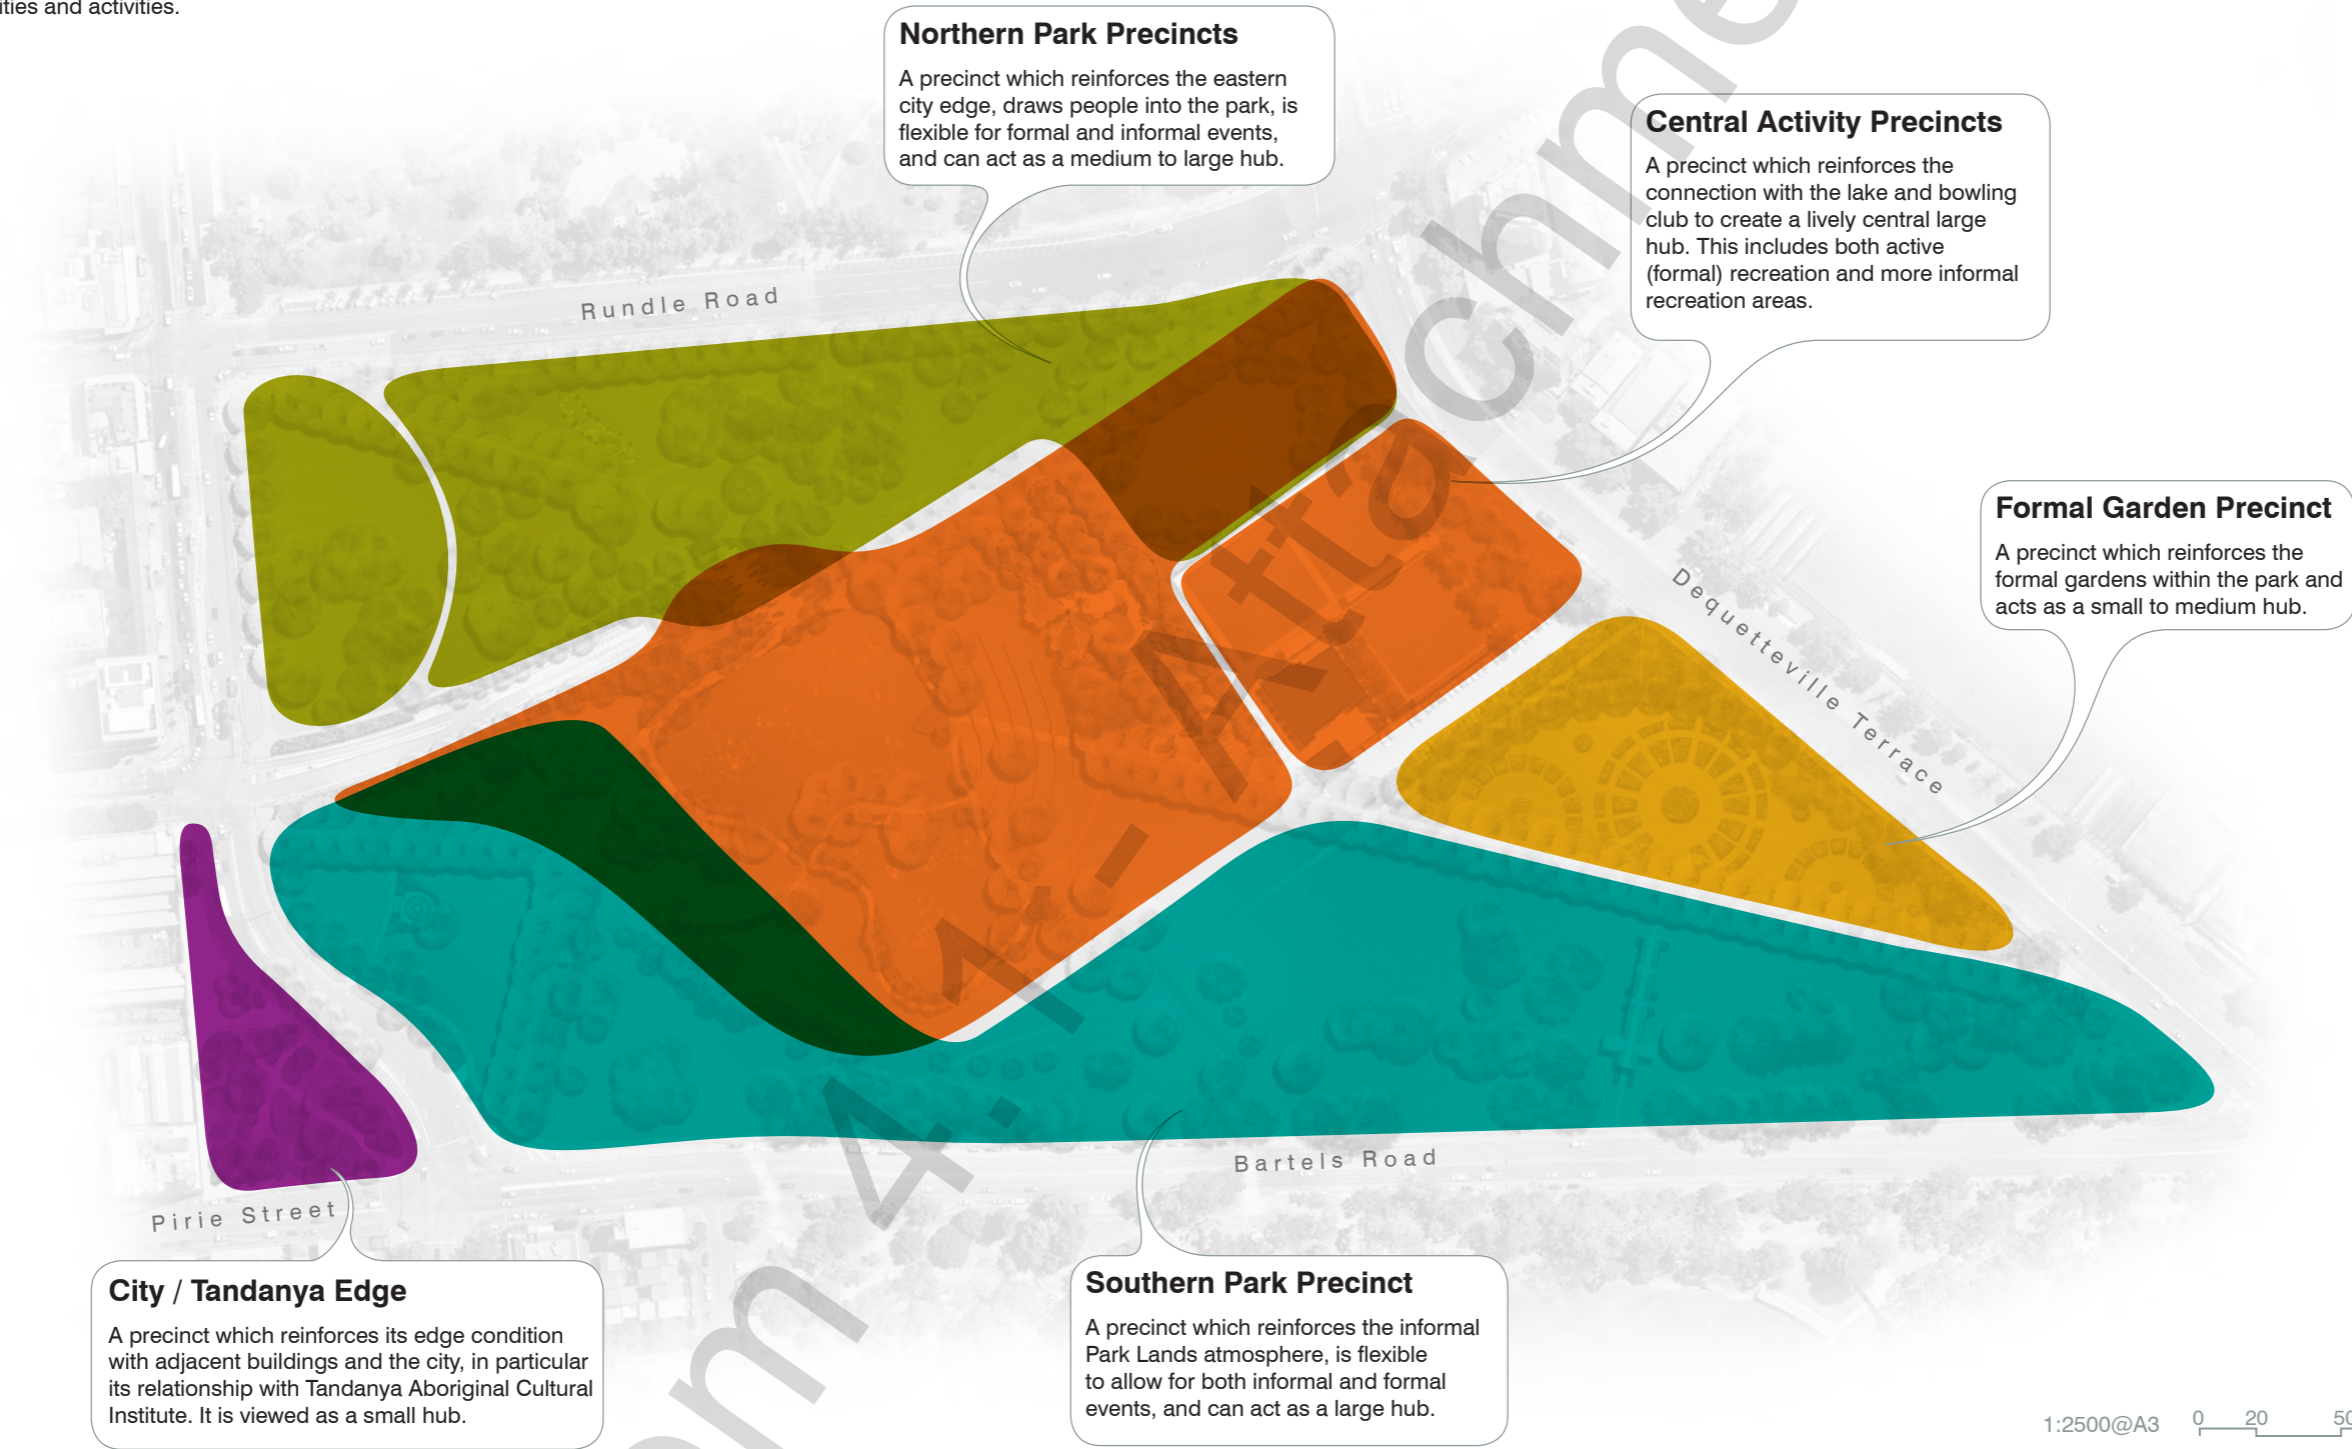 ities and activities.
Northern Park Precincts
A precinct which reinforces the eastern
city edge, draws people into the park, is
flexible for formal and informal events,
and can act as a medium to large hub.
Central Activity Precincts
A precinct which reinforces the
connection with the lake and bowling
club to create a lively central large
hub. This includes both active
(formal) recreation and more informal
recreation areas.
Rundle Road
Formal Garden Precinct
A precinct which reinforces the
formal gardens within the park and
acts as a small to medium hub.
Dequetteville Terrace
Bartels Road
Pirie Street
City / Tandanya Edge
A precinct which reinforces its edge condition
with adjacent buildings and the city, in particular
its relationship with Tandanya Aboriginal Cultural
Institute. It is viewed as a small hub.
Southern Park Precinct
A precinct which reinforces the informal
Park Lands atmosphere, is flexible
to allow for both informal and formal
events, and can act as a large hub.
1:2500@A3 0 20 50
m 4.1 - Attachme